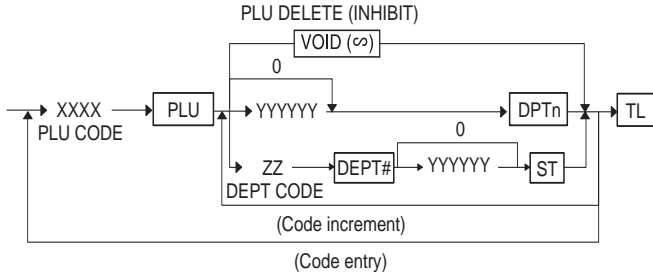 PLU DELETE (INHIBIT)
VOID (∽)
0
XXXX PLU YYYYYY DPTn TL
PLU CODE
0
ZZ DEPT# YYYYYY ST
DEPT CODE
(Code increment)
(Code entry)